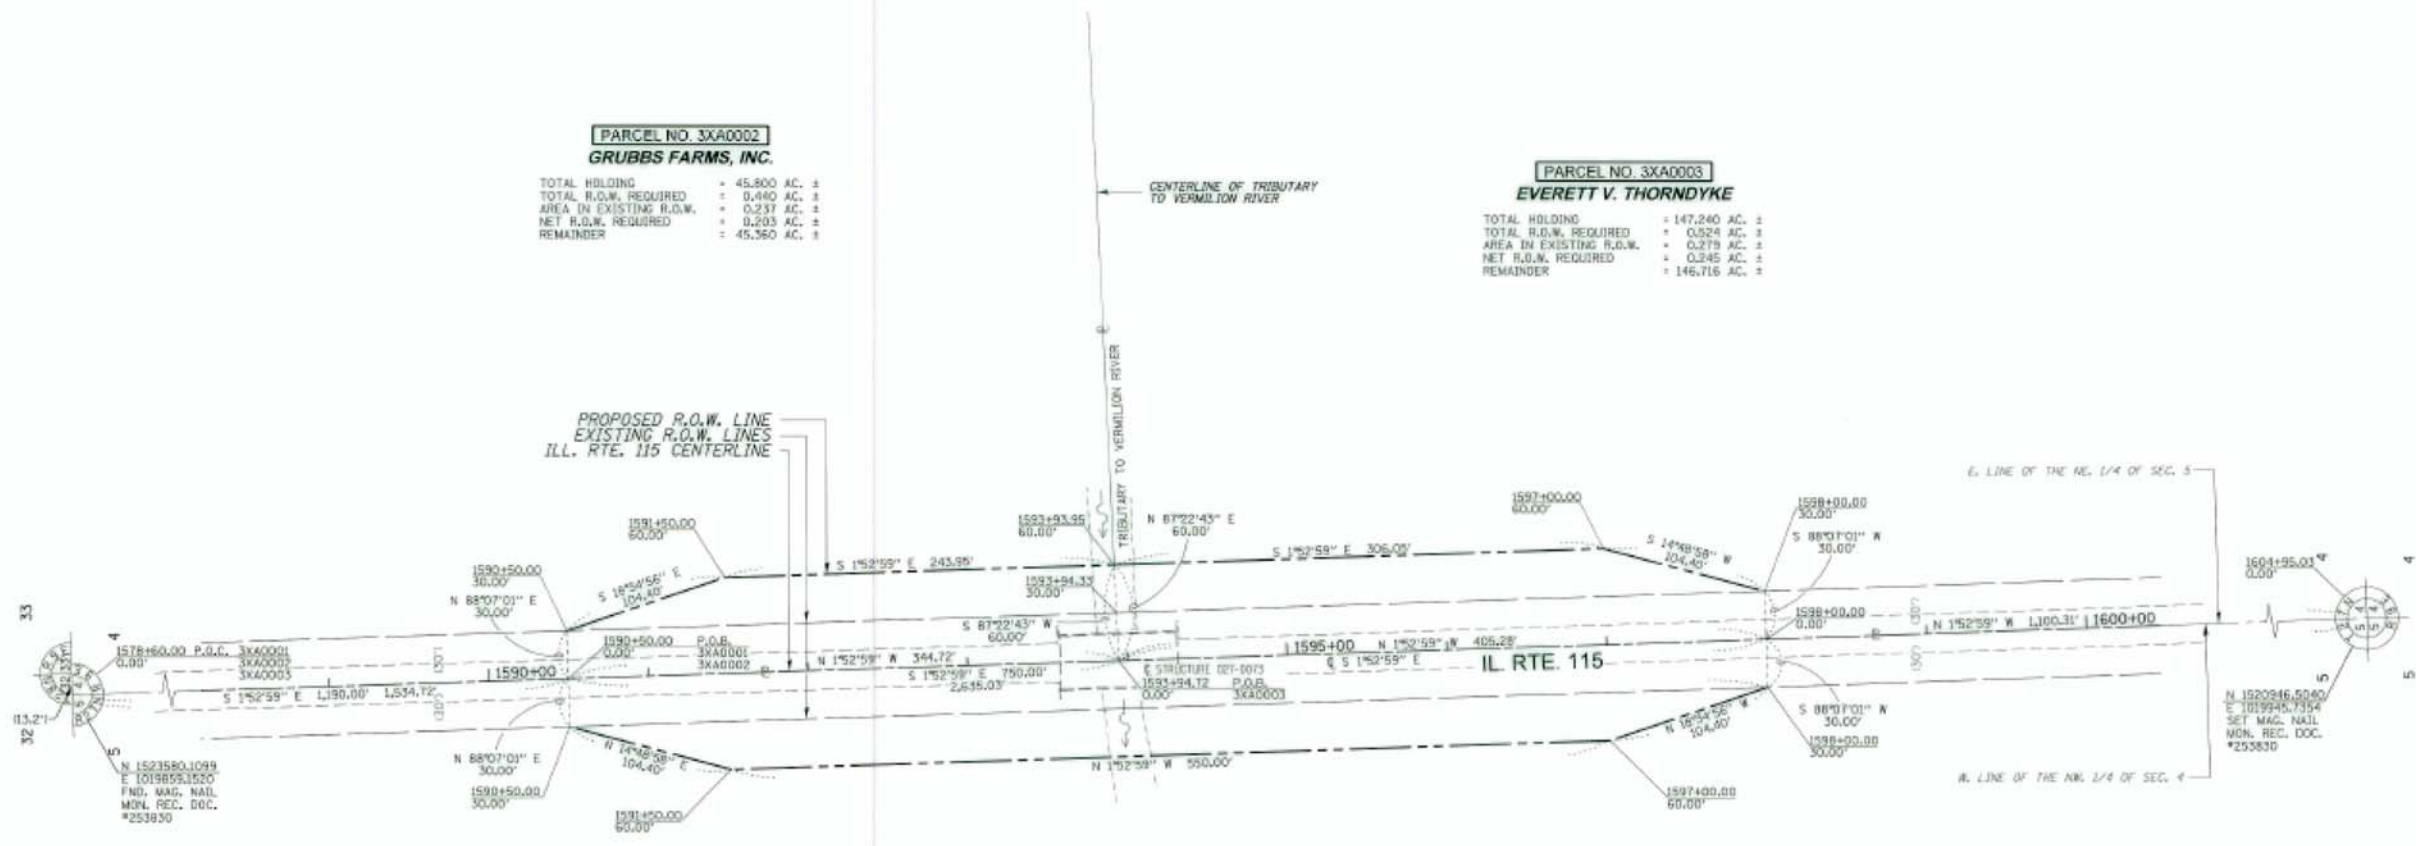 PARCEL NO. 3XA0002
GRUBBS FARMS, INC.
TOTAL HOLDING = 45.800 AC. ±
TOTAL R.O.W. REQUIRED = 0.440 AC. ±
AREA IN EXISTING R.O.W. = 0.237 AC. ±
NET R.O.W. REQUIRED = 0.203 AC. ±
REMAINDER = 45.360 AC. ±
CENTERLINE OF TRIBUTARY
TO VERMILION RIVER
PARCEL NO. 3XA0003
EVERETT V. THORNDYKE
TOTAL HOLDING = 147.240 AC. ±
TOTAL R.O.W. REQUIRED = 0.524 AC. ±
AREA IN EXISTING R.O.W. = 0.279 AC. ±
NET R.O.W. REQUIRED = 0.245 AC. ±
REMAINDER = 146.716 AC. ±
PROPOSED R.O.W. LINE
EXISTING R.O.W. LINES
ILL. RTE. 115 CENTERLINE
TRIBUTARY TO VERMILION RIVER
E. LINE OF THE NE. 1/4 OF SEC. 5
1591+50.00
60.00'
1593+93.95
60.00'
N 87°22'43" E
60.00'
1597+00.00
60.00'
1598+00.00
30.00'
S 88°07'01" W
30.00'
1590+50.00
30.00'
S 18°54'56" E
104.40'
S 1°52'59" E 243.95'
S 1°52'59" E 306.05'
S 14°48'58" W
104.40'
1604+95.03
0.00'
4
4
N 88°07'01" E
30.00'
1593+94.33
30.00'
33
4
S 87°22'43" W
60.00'
1598+00.00
0.00'
(30')
1578+60.00 P.O.C. 3XA0001
0.00' 3XA0002
3XA0003
(30')
1590+50.00 P.O.B.
0.00' 3XA0001
3XA0002
1590+00
N 1°52'59" W 344.72'
1595+00
N 1°52'59" W 405.28'
N 1°52'59" W 1,100.31'
1600+00
S 1°52'59" E 1,190.00' 1,534.72'
S 1°52'59" E 750.00'
2,635.03'
℄ STRUCTURE 027-0073
1593+94.72 P.O.B.
0.00' 3XA0003
℄ S 1°52'59" E
IL RTE. 115
(30')
(13.2')
32
5
N 88°07'01" E
30.00'
N 14°48'58" E
104.40'
N 1°52'59" W 550.00'
N 18°54'56" W
104.40'
S 88°07'01" W
30.00'
1598+00.00
30.00'
5
5
N 1520946.5040
E 1019945.7354
SET MAG. NAIL
MON. REC. DOC.
#253830
N 1523580.1099
E 1019859.1520
FND. MAG. NAIL
MON. REC. DOC.
#253830
1590+50.00
30.00'
1591+50.00
60.00'
1597+00.00
60.00'
W. LINE OF THE NW. 1/4 OF SEC. 4